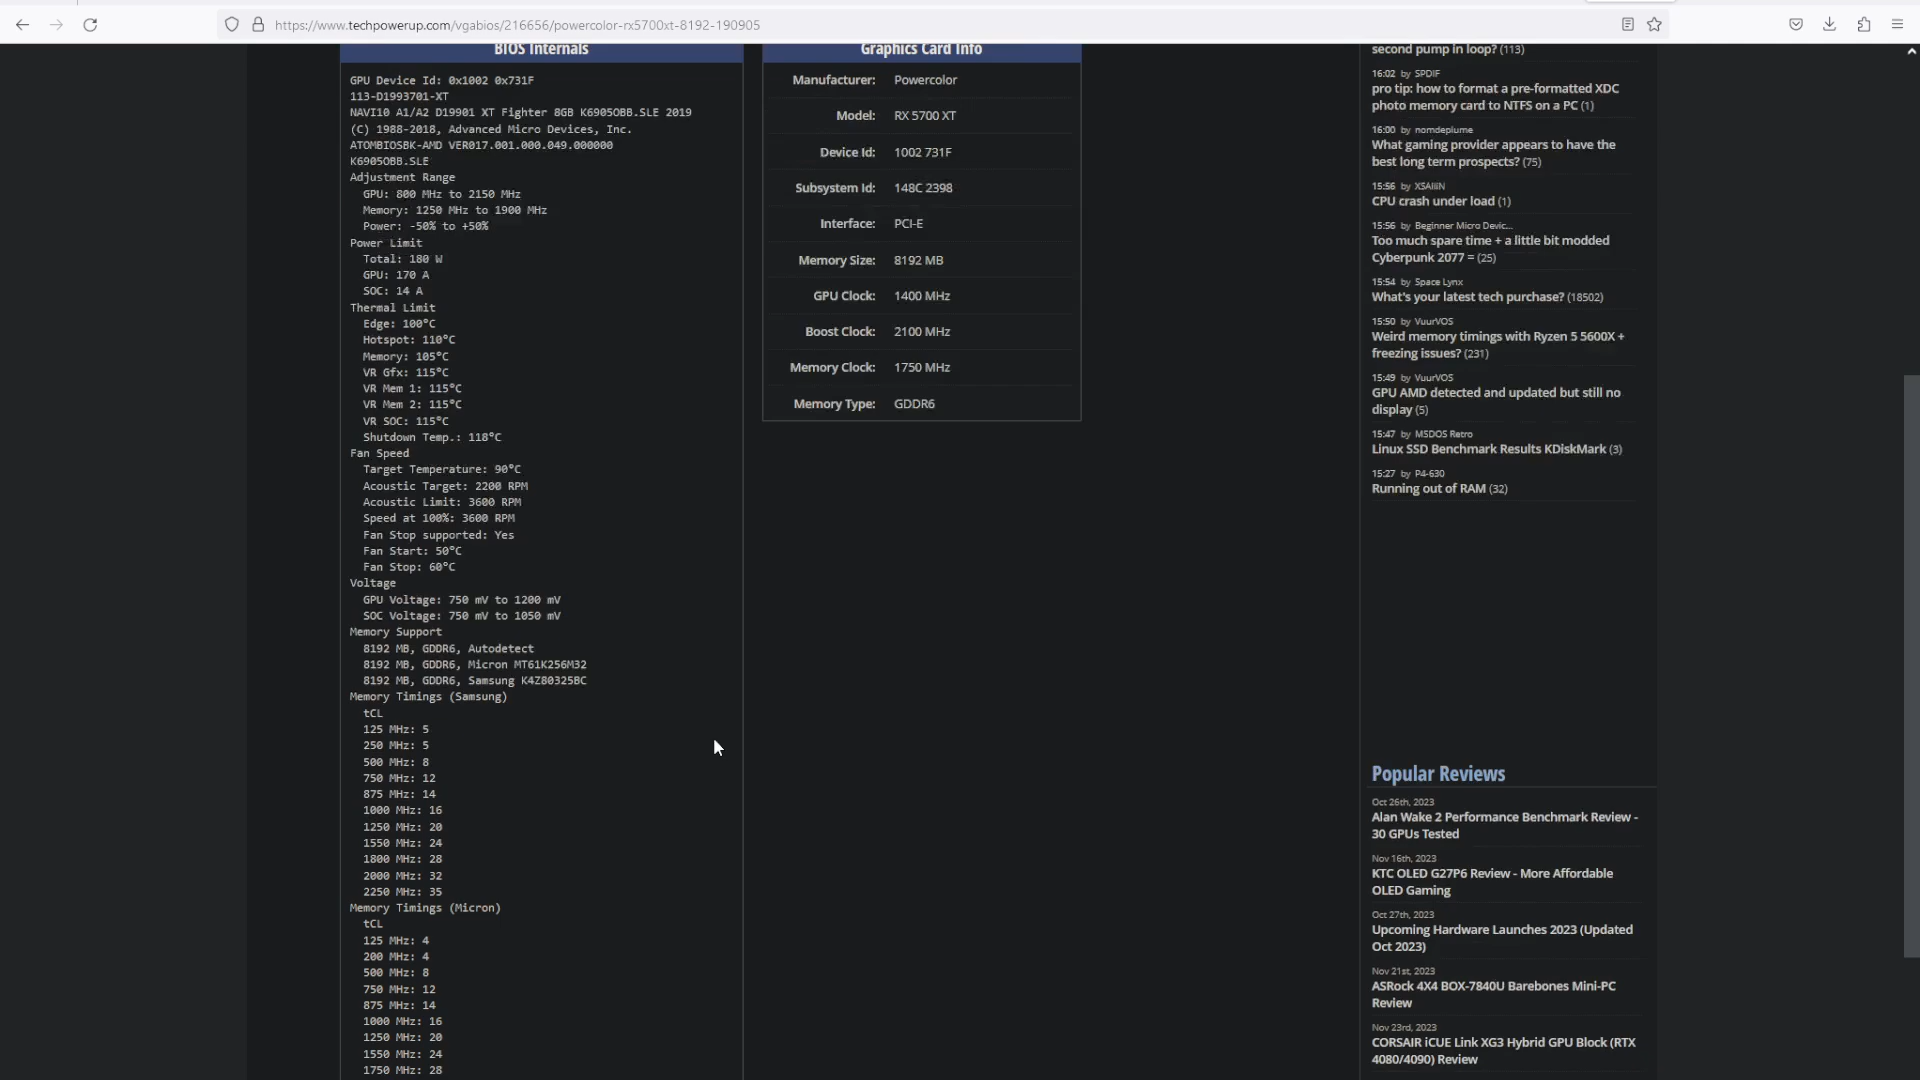 https://www.techpowerup.com/vgabios/216656/powercolor-rx5700xt-8192-190905
BIOS Internals
GPU Device Id: 0x1002 0x731F
113-D1993701-XT
NAVI10 A1/A2 D19901 XT Fighter 8GB K6905OBB.SLE 2019
(C) 1988-2018, Advanced Micro Devices, Inc.
ATOMBIOSBK-AMD VER017.001.000.049.000000
K6905OBB.SLE
Adjustment Range
GPU: 800 MHz to 2150 MHz
Memory: 1250 MHz to 1900 MHz
Power: -50% to +50%
Power Limit
Total: 180 W
GPU: 170 A
SOC: 14 A
Thermal Limit
Edge: 100°C
Hotspot: 110°C
Memory: 105°C
VR Gfx: 115°C
VR Mem 1: 115°C
VR Mem 2: 115°C
VR SOC: 115°C
Shutdown Temp.: 118°C
Fan Speed
Target Temperature: 90°C
Acoustic Target: 2200 RPM
Acoustic Limit: 3600 RPM
Speed at 100%: 3600 RPM
Fan Stop supported: Yes
Fan Start: 50°C
Fan Stop: 60°C
Voltage
GPU Voltage: 750 mV to 1200 mV
SOC Voltage: 750 mV to 1050 mV
Memory Support
8192 MB, GDDR6, Autodetect
8192 MB, GDDR6, Micron MT61K256M32
8192 MB, GDDR6, Samsung K4Z80325BC
Memory Timings (Samsung)
tCL
125 MHz: 5
250 MHz: 5
500 MHz: 8
750 MHz: 12
875 MHz: 14
1000 MHz: 16
1250 MHz: 20
1550 MHz: 24
1800 MHz: 28
2000 MHz: 32
2250 MHz: 35
Memory Timings (Micron)
tCL
125 MHz: 4
200 MHz: 4
500 MHz: 8
750 MHz: 12
875 MHz: 14
1000 MHz: 16
1250 MHz: 20
1550 MHz: 24
1750 MHz: 28
Graphics Card Info
Manufacturer: Powercolor
Model: RX 5700 XT
Device Id: 1002 731F
Subsystem Id: 148C 2398
Interface: PCI-E
Memory Size: 8192 MB
GPU Clock: 1400 MHz
Boost Clock: 2100 MHz
Memory Clock: 1750 MHz
Memory Type: GDDR6
second pump in loop? (113)
16:02 by SPDIF
pro tip: how to format a pre-formatted XDC
photo memory card to NTFS on a PC (1)
16:00 by nomdeplume
What gaming provider appears to have the
best long term prospects? (75)
15:56 by XSAlliN
CPU crash under load (1)
15:56 by Beginner Micro Devic...
Too much spare time + a little bit modded
Cyberpunk 2077 = (25)
15:54 by Space Lynx
What's your latest tech purchase? (18502)
15:50 by VuurVOS
Weird memory timings with Ryzen 5 5600X +
freezing issues? (231)
15:49 by VuurVOS
GPU AMD detected and updated but still no
display (5)
15:47 by MSDOS Retro
Linux SSD Benchmark Results KDiskMark (3)
15:27 by P4-630
Running out of RAM (32)
Popular Reviews
Oct 26th, 2023
Alan Wake 2 Performance Benchmark Review -
30 GPUs Tested
Nov 16th, 2023
KTC OLED G27P6 Review - More Affordable
OLED Gaming
Oct 27th, 2023
Upcoming Hardware Launches 2023 (Updated
Oct 2023)
Nov 21st, 2023
ASRock 4X4 BOX-7840U Barebones Mini-PC
Review
Nov 23rd, 2023
CORSAIR iCUE Link XG3 Hybrid GPU Block (RTX
4080/4090) Review